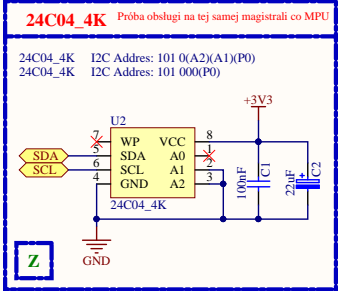 24C04_4K Próba obsługi na tej samej magistrali co MPU
24C04_4K I2C Addres: 101 0(A2)(A1)(P0)
24C04_4K I2C Addres: 101 000(P0)
+3V3
U2
7 WP VCC 8
SDA 5 SDA A0 1
SCL 6 SCL A1 2
4 GND A2 3
24C04_4K
100nF C1
22uF + C2
GND
Z